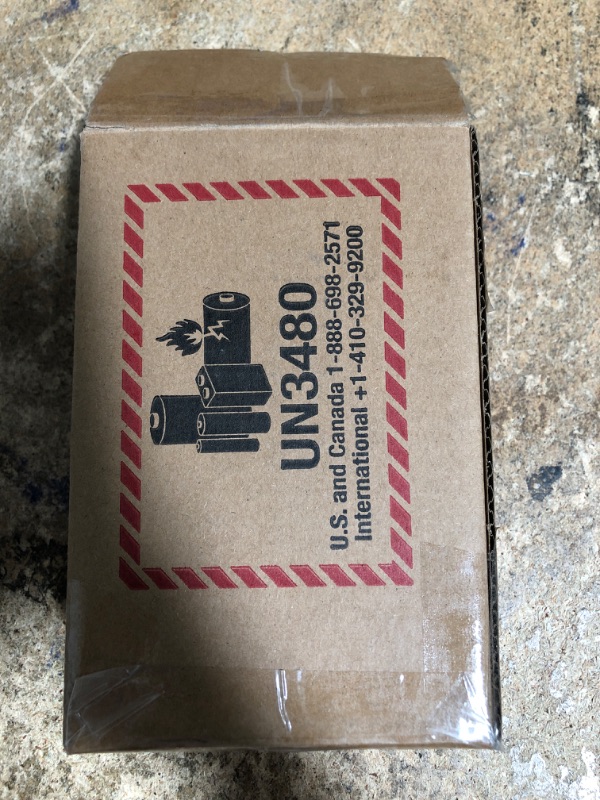 UN3480
U.S. and Canada 1-888-698-2571
International +1-410-329-9200